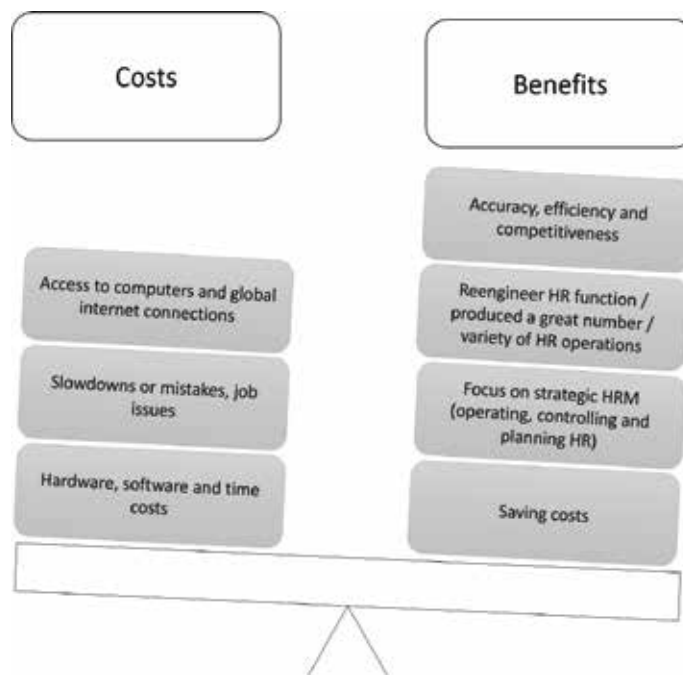 Costs
Benefits
Access to computers and global
internet connections
Slowdowns or mistakes, job
issues
Hardware, software and time
costs
Accuracy, efficiency and
competitiveness
Reengineer HR function /
produced a great number /
variety of HR operations
Focus on strategic HRM
(operating, controlling and
planning HR)
Saving costs